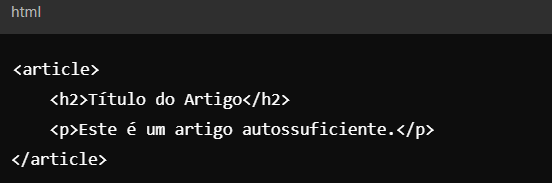 html
<article>
<h2>Título do Artigo</h2>
<p>Este é um artigo autossuficiente.</p>
</article>